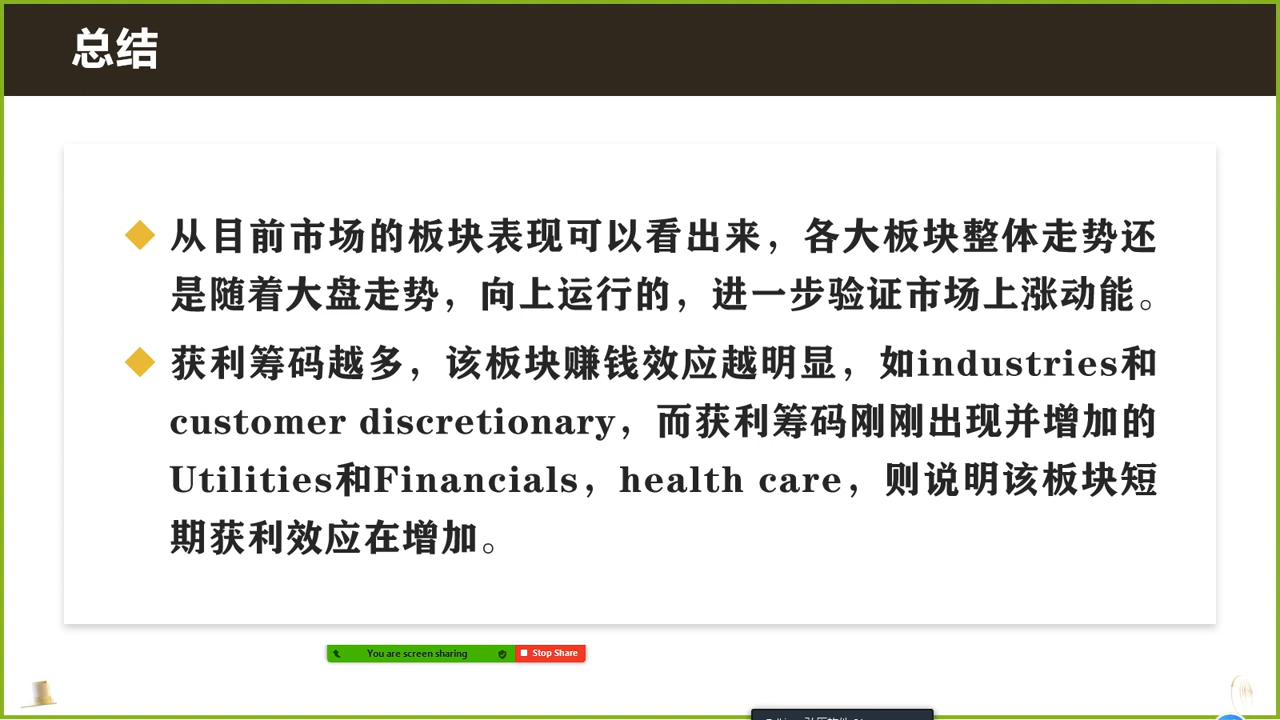 总结
从目前市场的板块表现可以看出来，各大板块整体走势还
是随着大盘走势，向上运行的，进一步验证市场上涨动能。
获利筹码越多，该板块赚钱效应越明显，如industries和
customer discretionary，而获利筹码刚刚出现并增加的
Utilities和Financials，health care，则说明该板块短
期获利效应在增加。
You are screen sharing
Stop Share